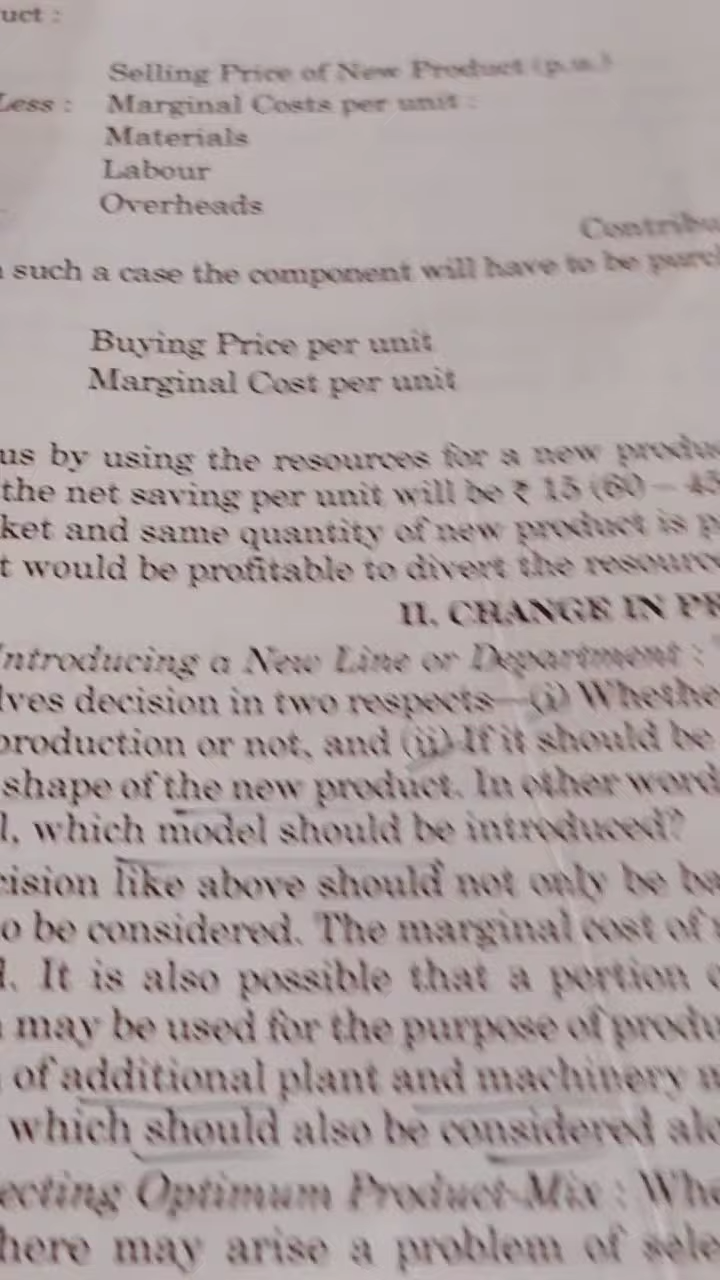 uct :
Selling Price of New Product (p.u.)
Less : Marginal Costs per unit :
Materials
Labour
Overheads
Contribu
such a case the component will have to be purc
Buying Price per unit
Marginal Cost per unit
us by using the resources for a new produc
the net saving per unit will be ₹ 15 (60 – 45
ket and same quantity of new product is p
t would be profitable to divert the resourc
II. CHANGE IN PR
Introducing a New Line or Department :
lves decision in two respects—(i) Whethe
production or not, and (ii) If it should be
shape of the new product. In other word
l, which model should be introduced?
cision like above should not only be ba
o be considered. The marginal cost of
d. It is also possible that a portion
may be used for the purpose of produ
of additional plant and machinery
which should also be considered alo
ecting Optimum Product-Mix : Whe
here may arise a problem of sele